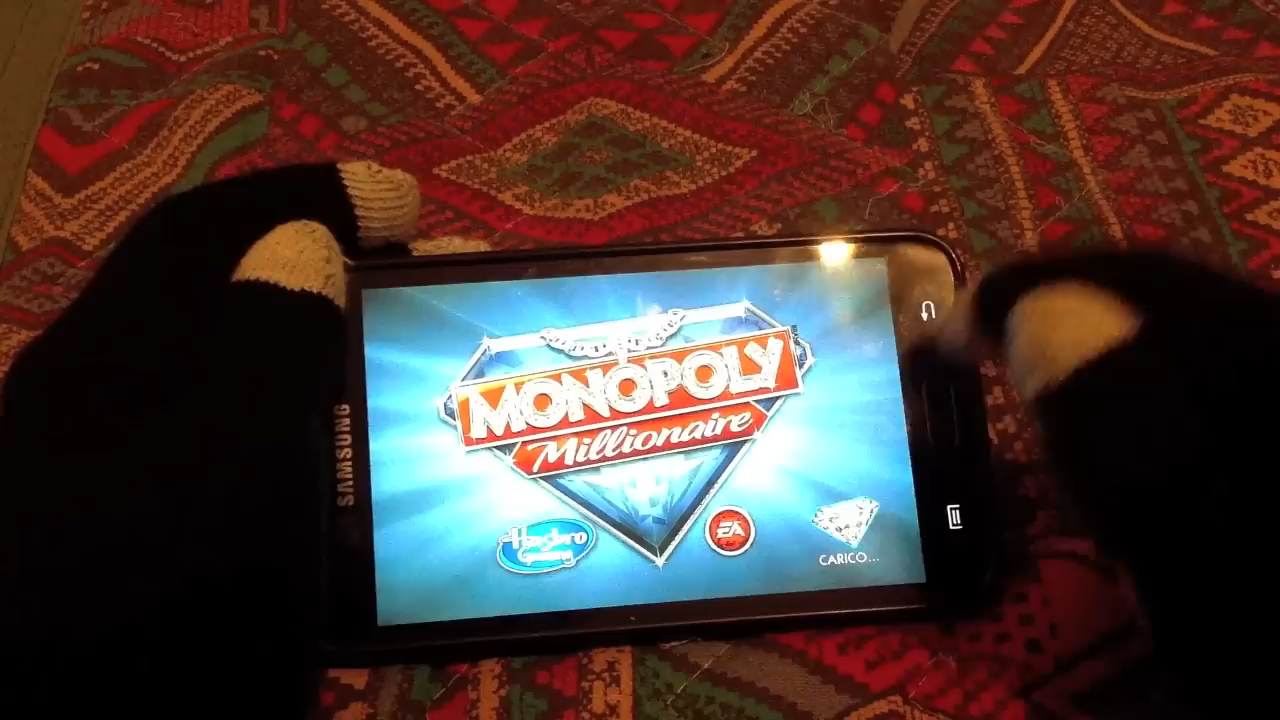 SAMSUNG
MONOPOLY
Millionaire
Hasbro
Gaming
EA
CARICO...